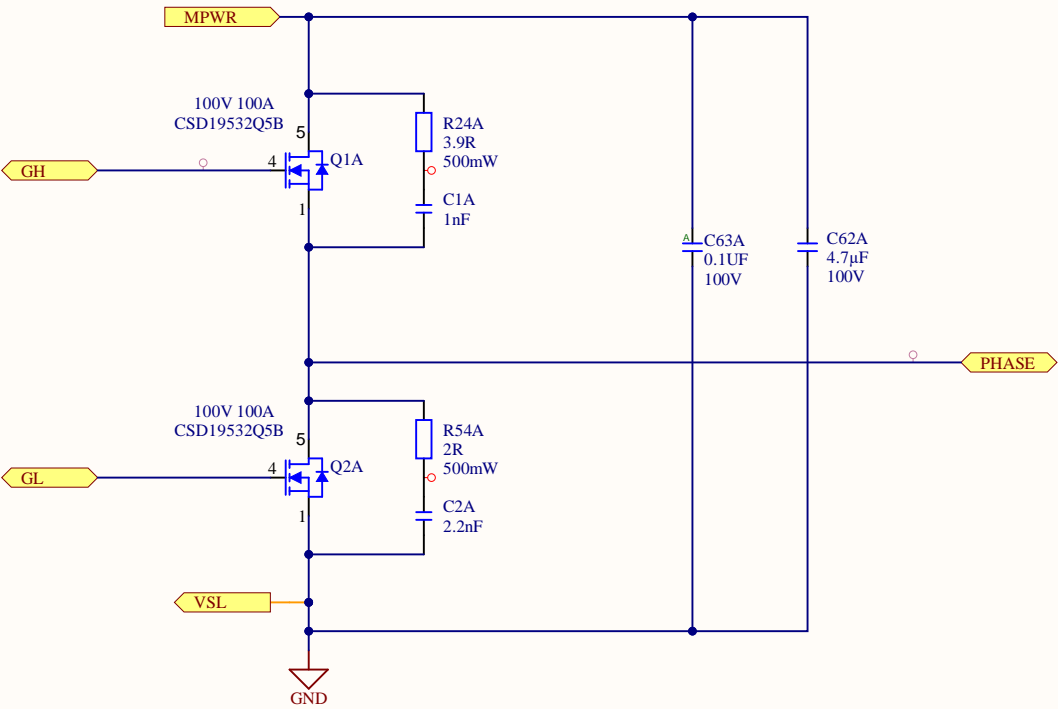 MPWR
100V 100A
CSD19532Q5B
5
R24A
3.9R
500mW
Q1A
4
GH
1
C1A
1nF
A
C63A
0.1UF
100V
C62A
4.7µF
100V
PHASE
100V 100A
CSD19532Q5B
5
R54A
2R
500mW
Q2A
4
GL
1
C2A
2.2nF
VSL
GND